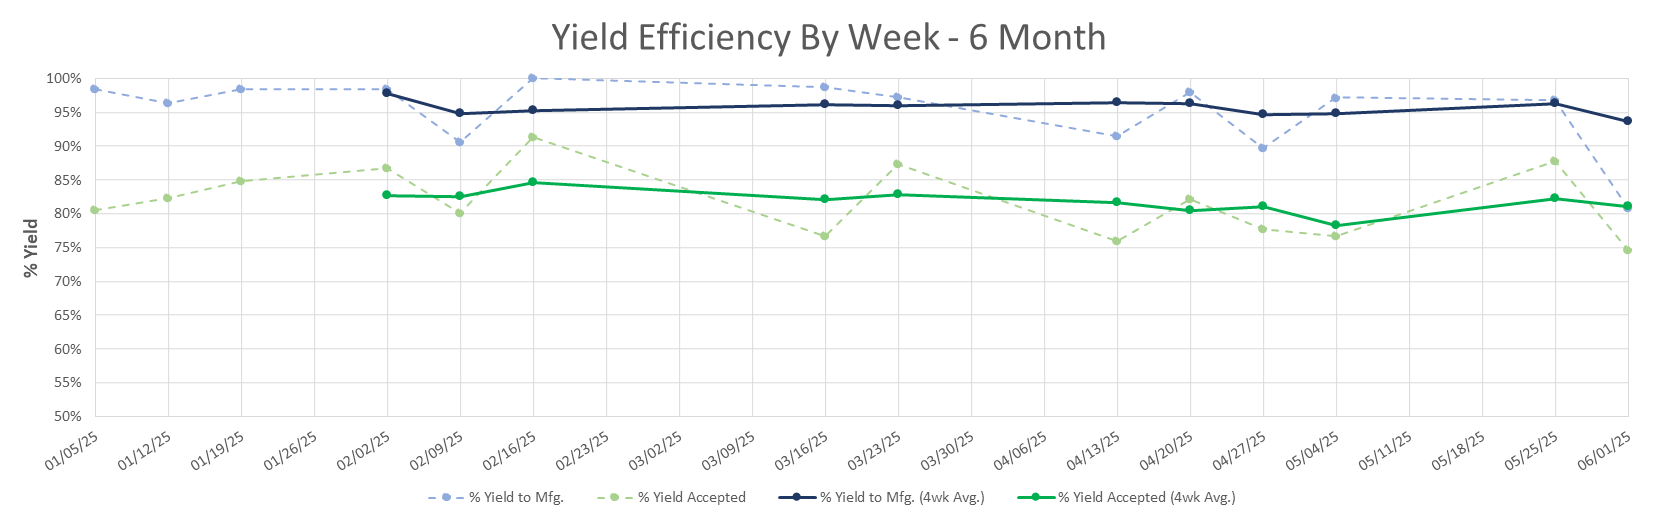 Yield Efficiency By Week - 6 Month
% Yield
100%
95%
90%
85%
80%
75%
70%
65%
60%
55%
50%
01/05/25 01/12/25 01/19/25 01/26/25 02/02/25 02/09/25 02/16/25 02/23/25 03/02/25 03/09/25 03/16/25 03/23/25 03/30/25 04/06/25 04/13/25 04/20/25 04/27/25 05/04/25 05/11/25 05/18/25 05/25/25 06/01/25
% Yield to Mfg. % Yield Accepted % Yield to Mfg. (4wk Avg.) % Yield Accepted (4wk Avg.)